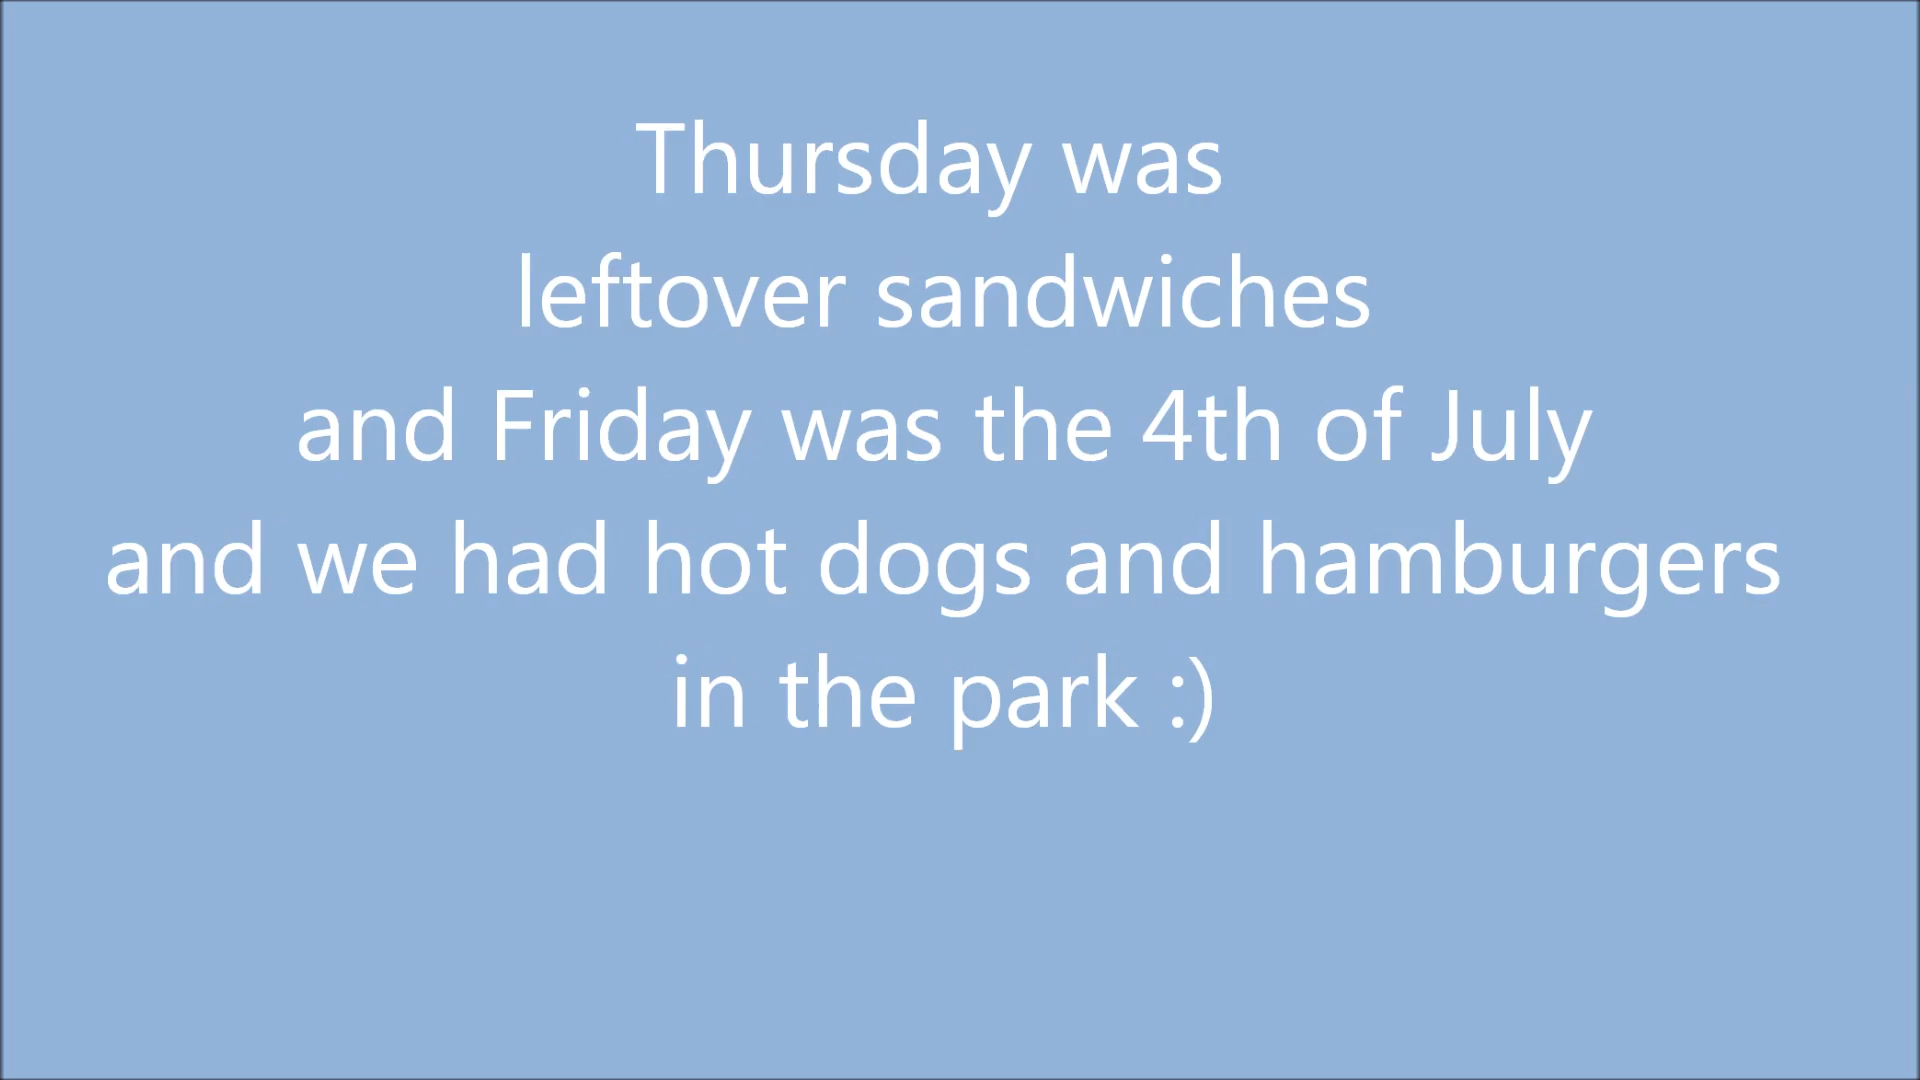 Thursday was
leftover sandwiches
and Friday was the 4th of July
and we had hot dogs and hamburgers
in the park :)